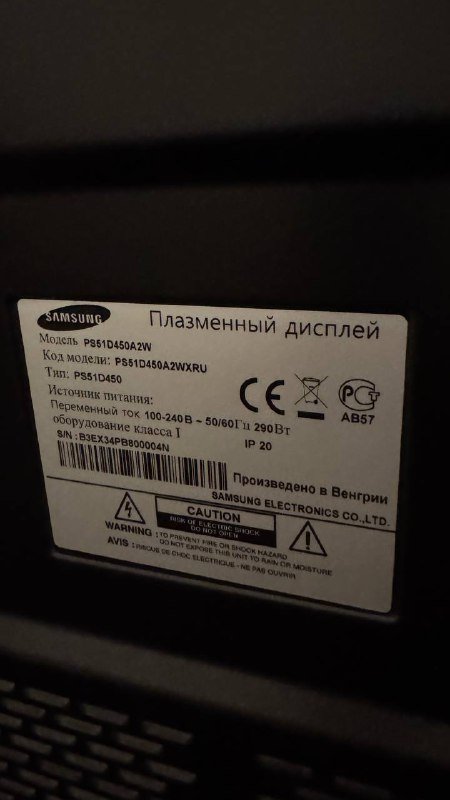 SAMSUNG
Плазменный дисплей
Модель PS51D450A2W
Код модели: PS51D450A2WXRU
Тип: PS51D450
Источник питания:
Переменный ток 100-240В ~ 50/60Гц 290Вт
оборудование класса I
IP 20
CE
РСТ
АВ57
S/N :B3EX34PB800004N
Произведено в Венгрии
SAMSUNG ELECTRONICS CO.,LTD.
CAUTION
RISK OF ELECTRIC SHOCK
DO NOT OPEN
WARNING : TO PREVENT FIRE OR SHOCK HAZARD
DO NOT EXPOSE THIS UNIT TO RAIN OR MOISTURE
AVIS : RISQUE DE CHOC ELECTRIQUE - NE PAS OUVRIR